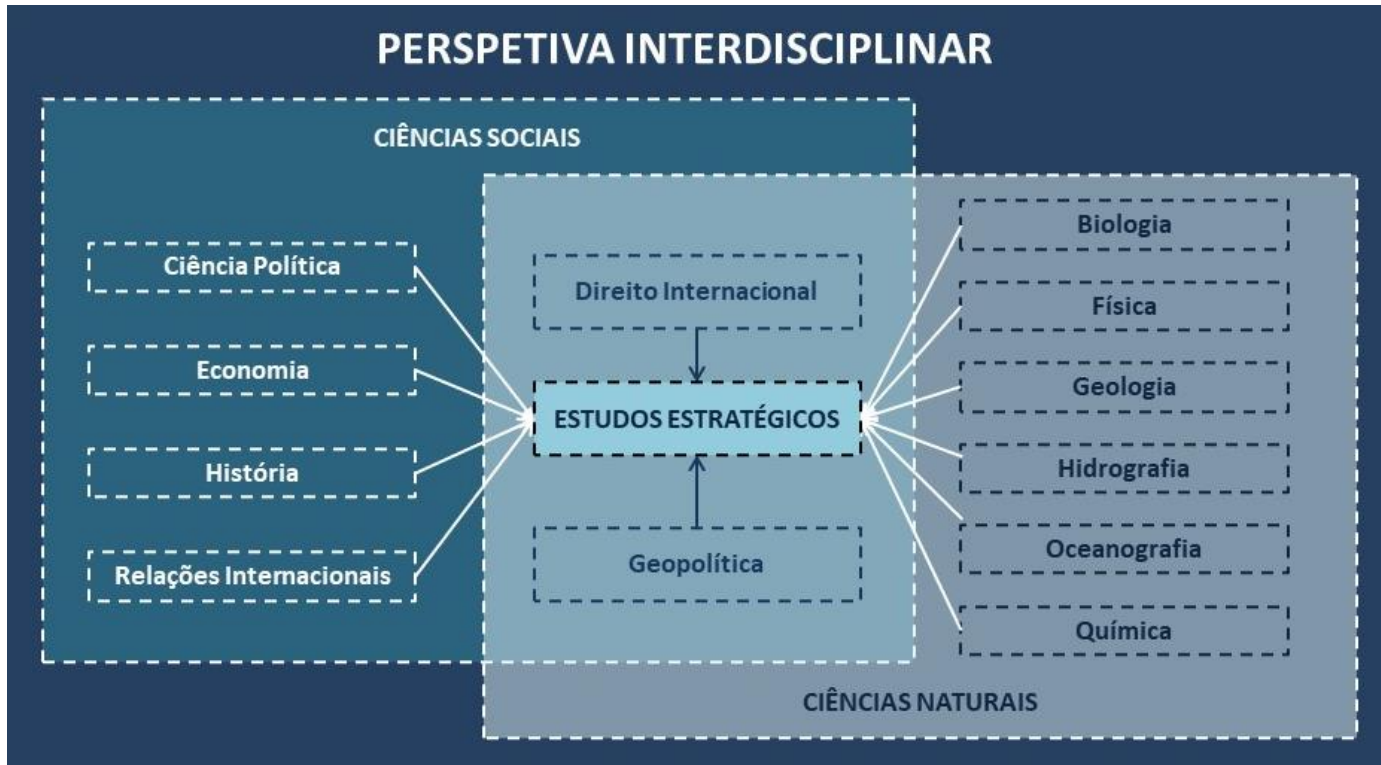 PERSPETIVA INTERDISCIPLINAR
CIÊNCIAS SOCIAIS
Ciência Política
Economia
História
Relações Internacionais
Direito Internacional
ESTUDOS ESTRATÉGICOS
Geopolítica
Biologia
Física
Geologia
Hidrografia
Oceanografia
Química
CIÊNCIAS NATURAIS